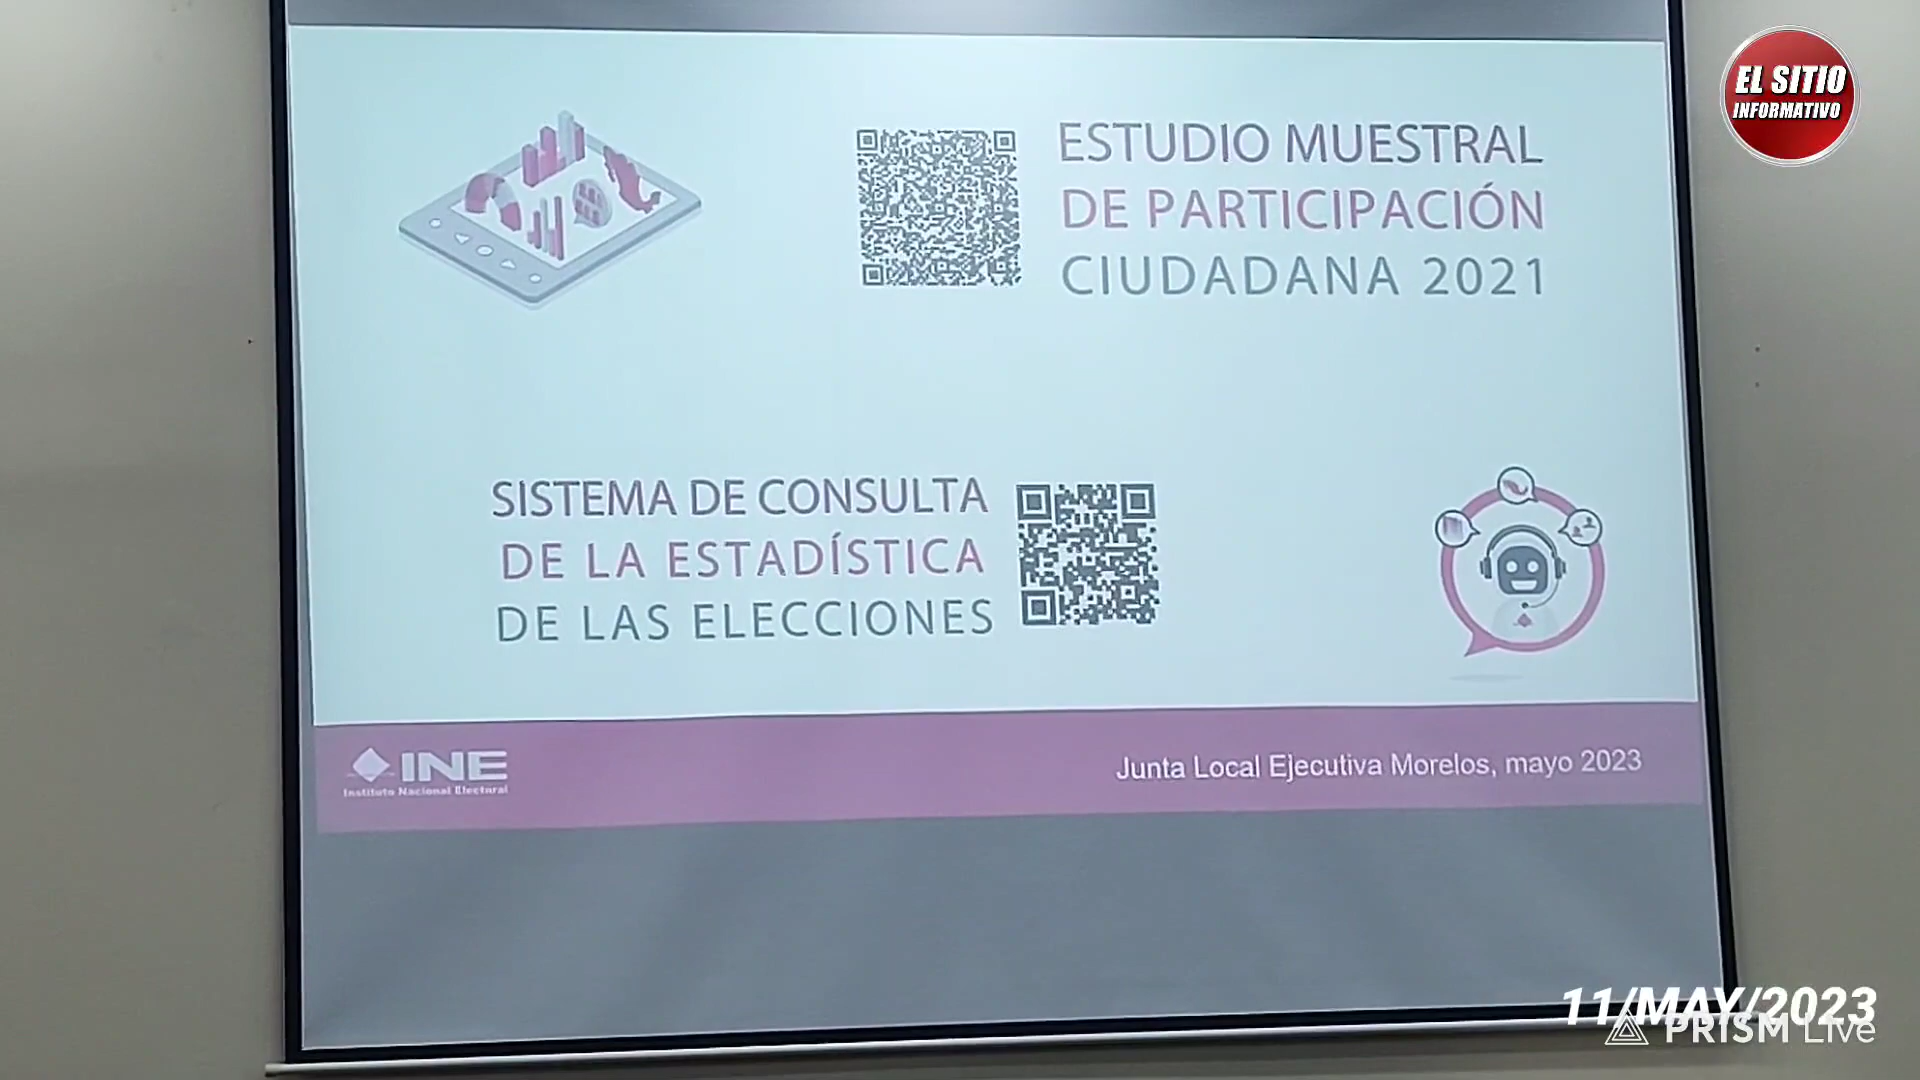 EL SITIO
INFORMATIVO
ESTUDIO MUESTRAL
DE PARTICIPACIÓN
CIUDADANA 2021
SISTEMA DE CONSULTA
DE LA ESTADÍSTICA
DE LAS ELECCIONES
INE
Instituto Nacional Electoral
Junta Local Ejecutiva Morelos, mayo 2023
11/MAY/2023
PRISM Live